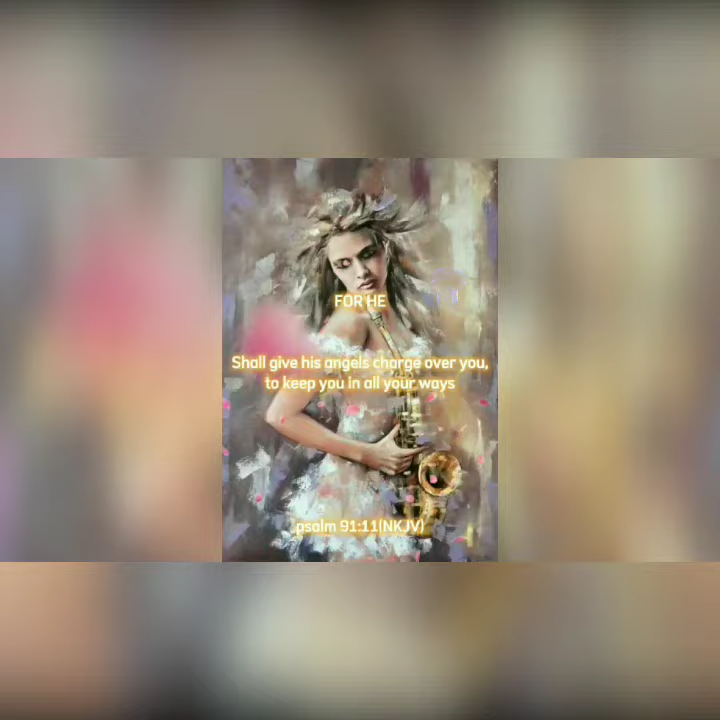 FOR HE
Shall give his angels charge over you,
to keep you in all your ways
psalm 91:11(NKJV)